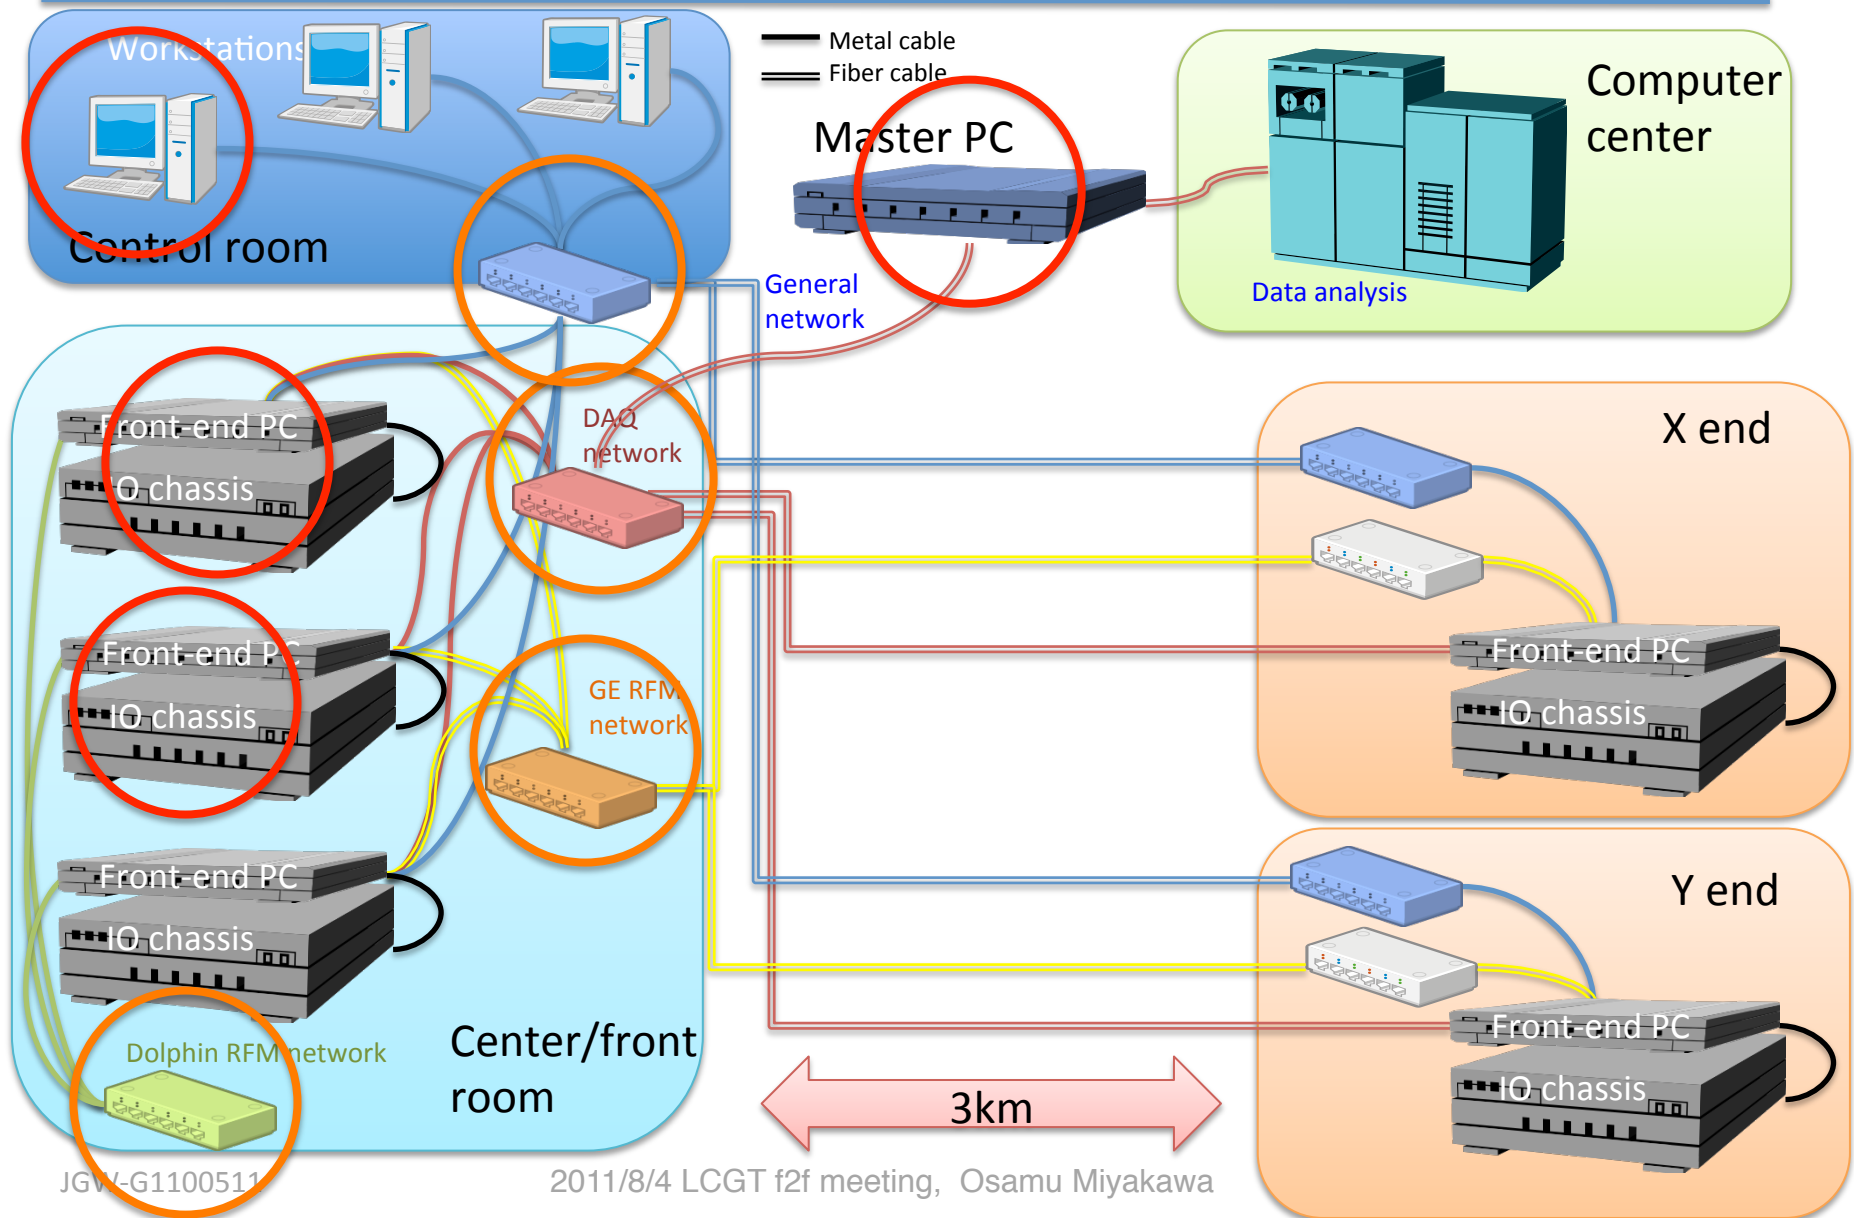 Workstations
Control room
Metal cable
Fiber cable
Master PC
General
network
Computer
center
Data analysis
Front-end PC
IO chassis
DAQ
network
Front-end PC
IO chassis
GE RFM
network
Front-end PC
IO chassis
Dolphin RFM network
Center/front
room
X end
Front-end PC
IO chassis
Y end
Front-end PC
IO chassis
3km
JGW-G1100511
2011/8/4 LCGT f2f meeting, Osamu Miyakawa